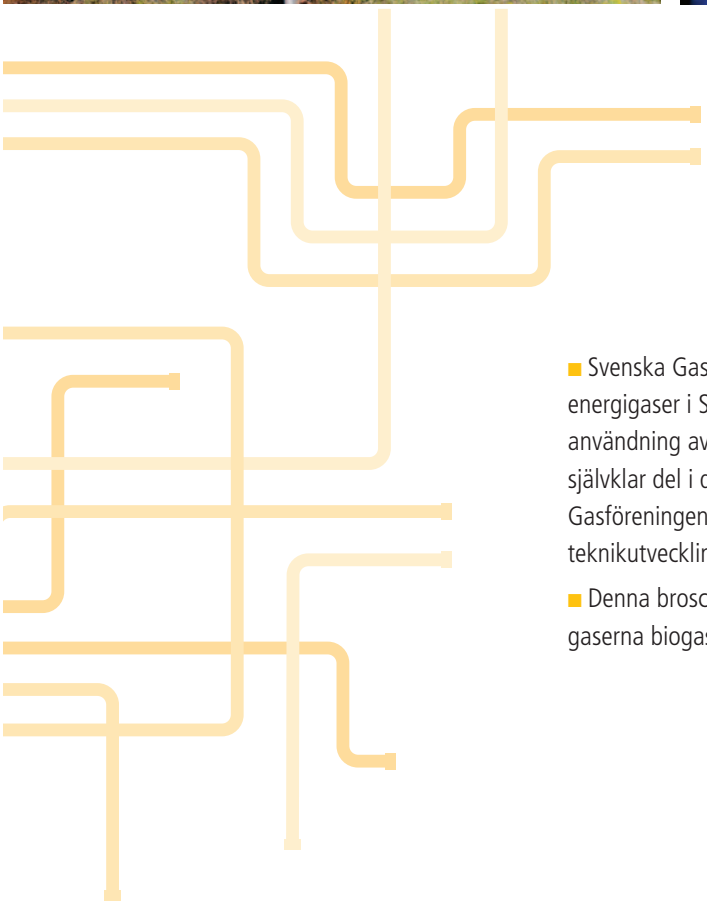 ■ Svenska Gas
energigaser i S
användning av
självklar del i d
Gasföreningen
teknikutvecklin
■ Denna brosc
gaserna biogas